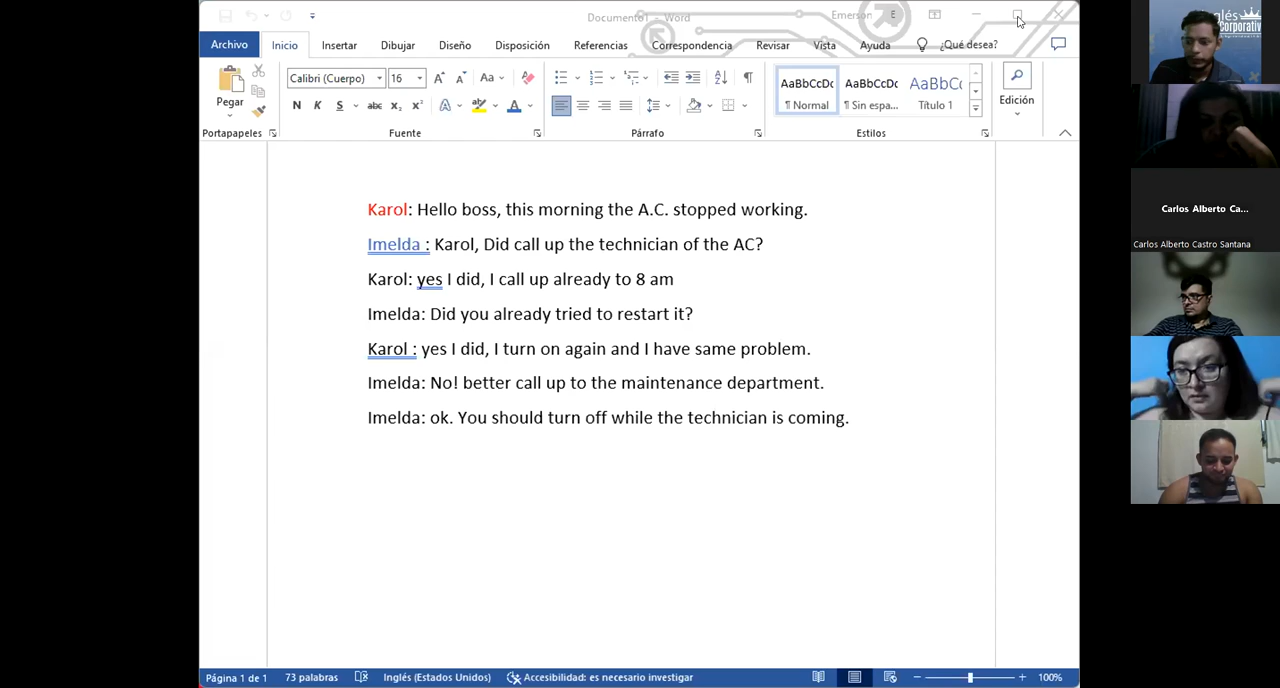 Documento1 - Word
Emerson
E
Archivo
Inicio
Insertar
Dibujar
Diseño
Disposición
Referencias
Correspondencia
Revisar
Vista
Ayuda
¿Qué desea?
Pegar
Calibri (Cuerpo)
16
Aa
N K S abc x₂ x²
AaBbCcDc AaBbCcDc AaBbCc
¶ Normal
¶ Sin espa...
Título 1
Edición
Portapapeles
Fuente
Párrafo
Estilos
Karol: Hello boss, this morning the A.C. stopped working.
Imelda : Karol, Did call up the technician of the AC?
Karol: yes I did, I call up already to 8 am
Imelda: Did you already tried to restart it?
Karol : yes I did, I turn on again and I have same problem.
Imelda: No! better call up to the maintenance department.
Imelda: ok. You should turn off while the technician is coming.
Página 1 de 1
73 palabras
Inglés (Estados Unidos)
Accesibilidad: es necesario investigar
100%
Carlos Alberto Ca...
Carlos Alberto Castro Santana